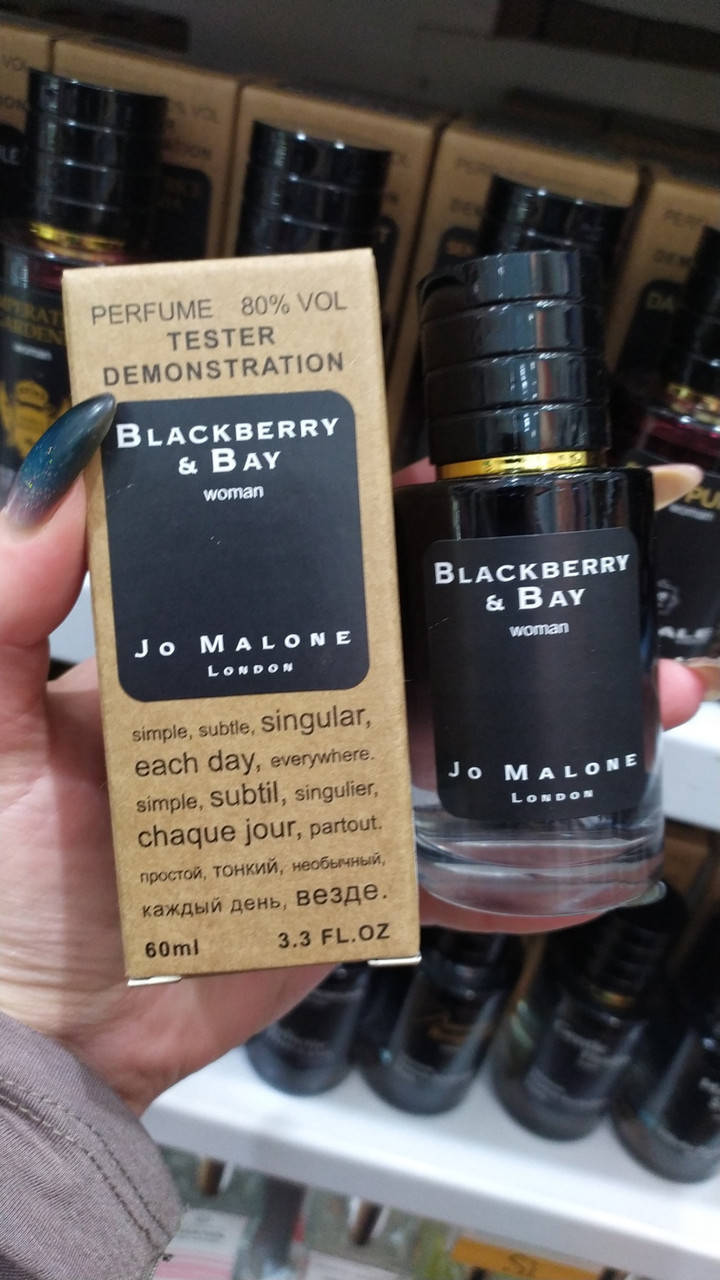 PERFUME 80% VOL
TESTER
DEMONSTRATION
BLACKBERRY
& BAY
woman
JO MALONE
LONDON
simple, subtle, singular,
each day, everywhere.
simple, subtil, singulier,
chaque jour, partout.
простой, тонкий, необычный,
каждый день, везде.
60ml 3.3 FL.OZ
BLACKBERRY
& BAY
woman
JO MALONE
LONDON